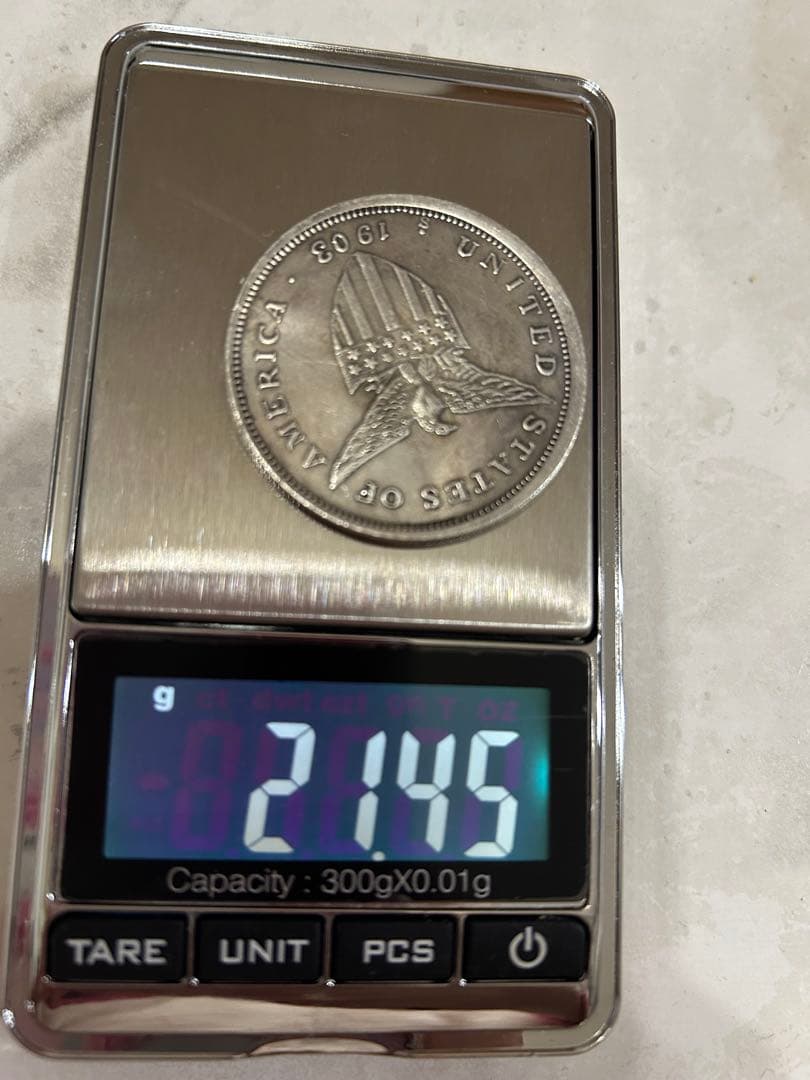 UNITED STATES OF AMERICA · 1903
g
21.45
Capacity : 300gX0.01g
TARE UNIT PCS